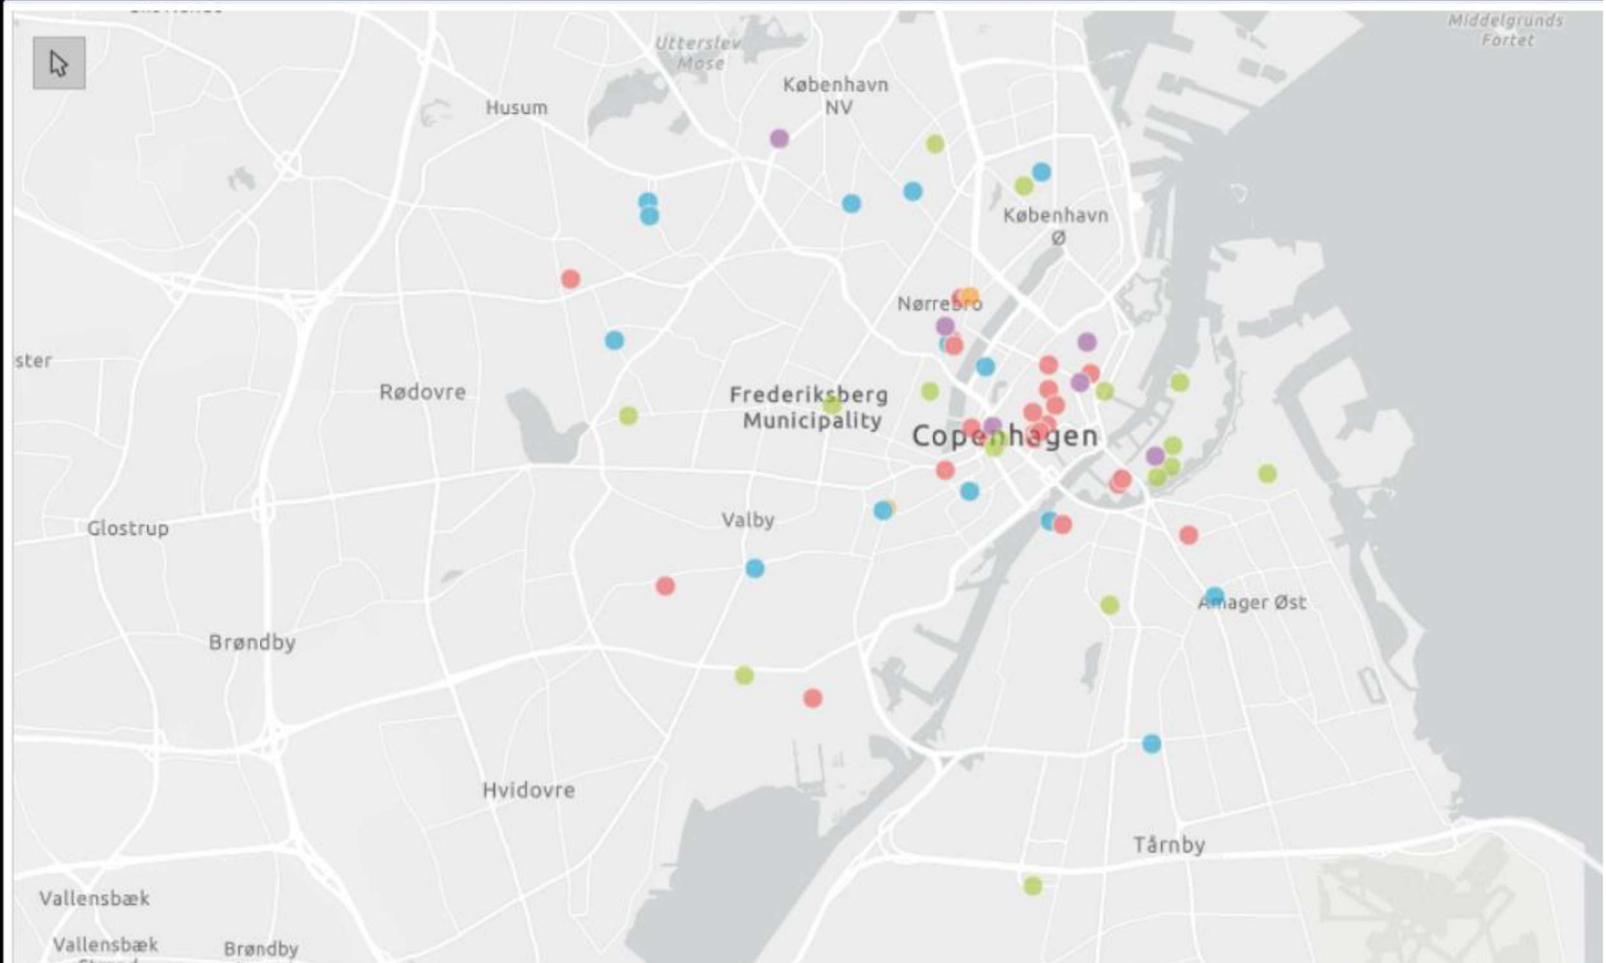 Middelgrunds
Fortet
Utterslev
Mose
København
NV
Husum
København
Ø
Nørrebro
ster
Rødovre
Frederiksberg
Municipality
Copenhagen
Valby
Glostrup
Amager Øst
Brøndby
Hvidovre
Tårnby
Vallensbæk
Vallensbæk
Brøndby